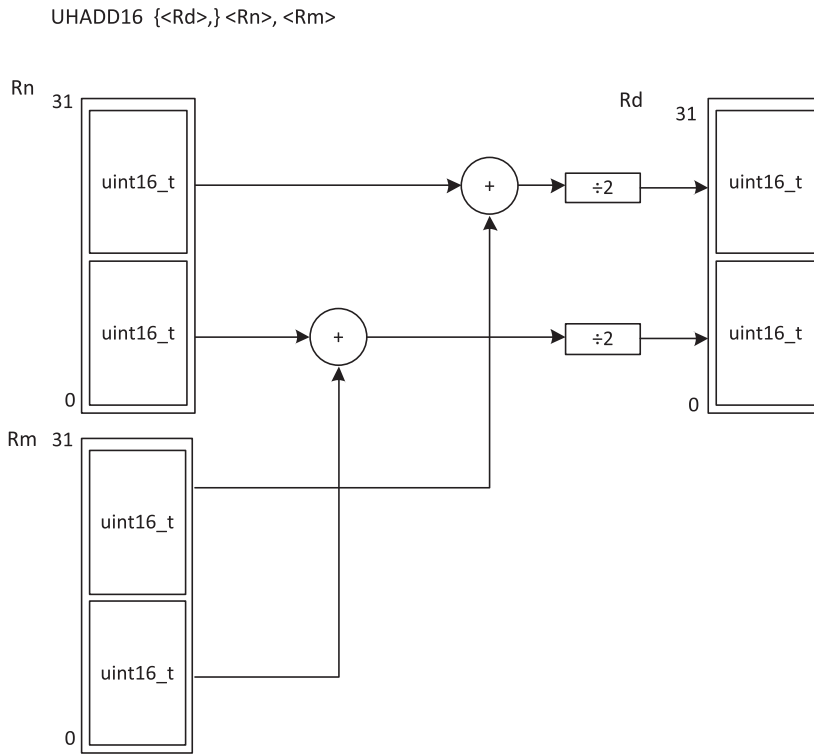 UHADD16 {<Rd>,} <Rn>, <Rm>
Rn
31
uint16_t
uint16_t
0
Rm
31
uint16_t
uint16_t
0
+
+
÷2
÷2
Rd
31
uint16_t
uint16_t
0